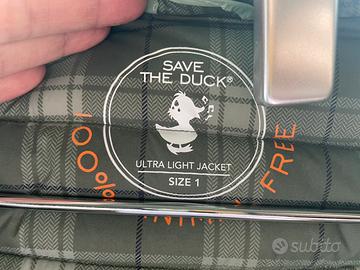 SAVE
THE DUCK®
ULTRA LIGHT JACKET
SIZE 1
100%
FREE
subito